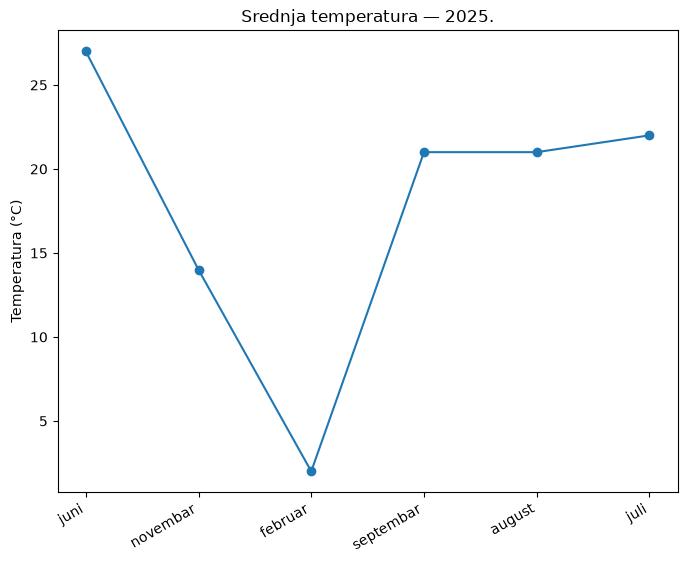 Srednja temperatura — 2025.
Temperatura (°C)
25
20
15
10
5
juni
novembar
februar
septembar
august
juli